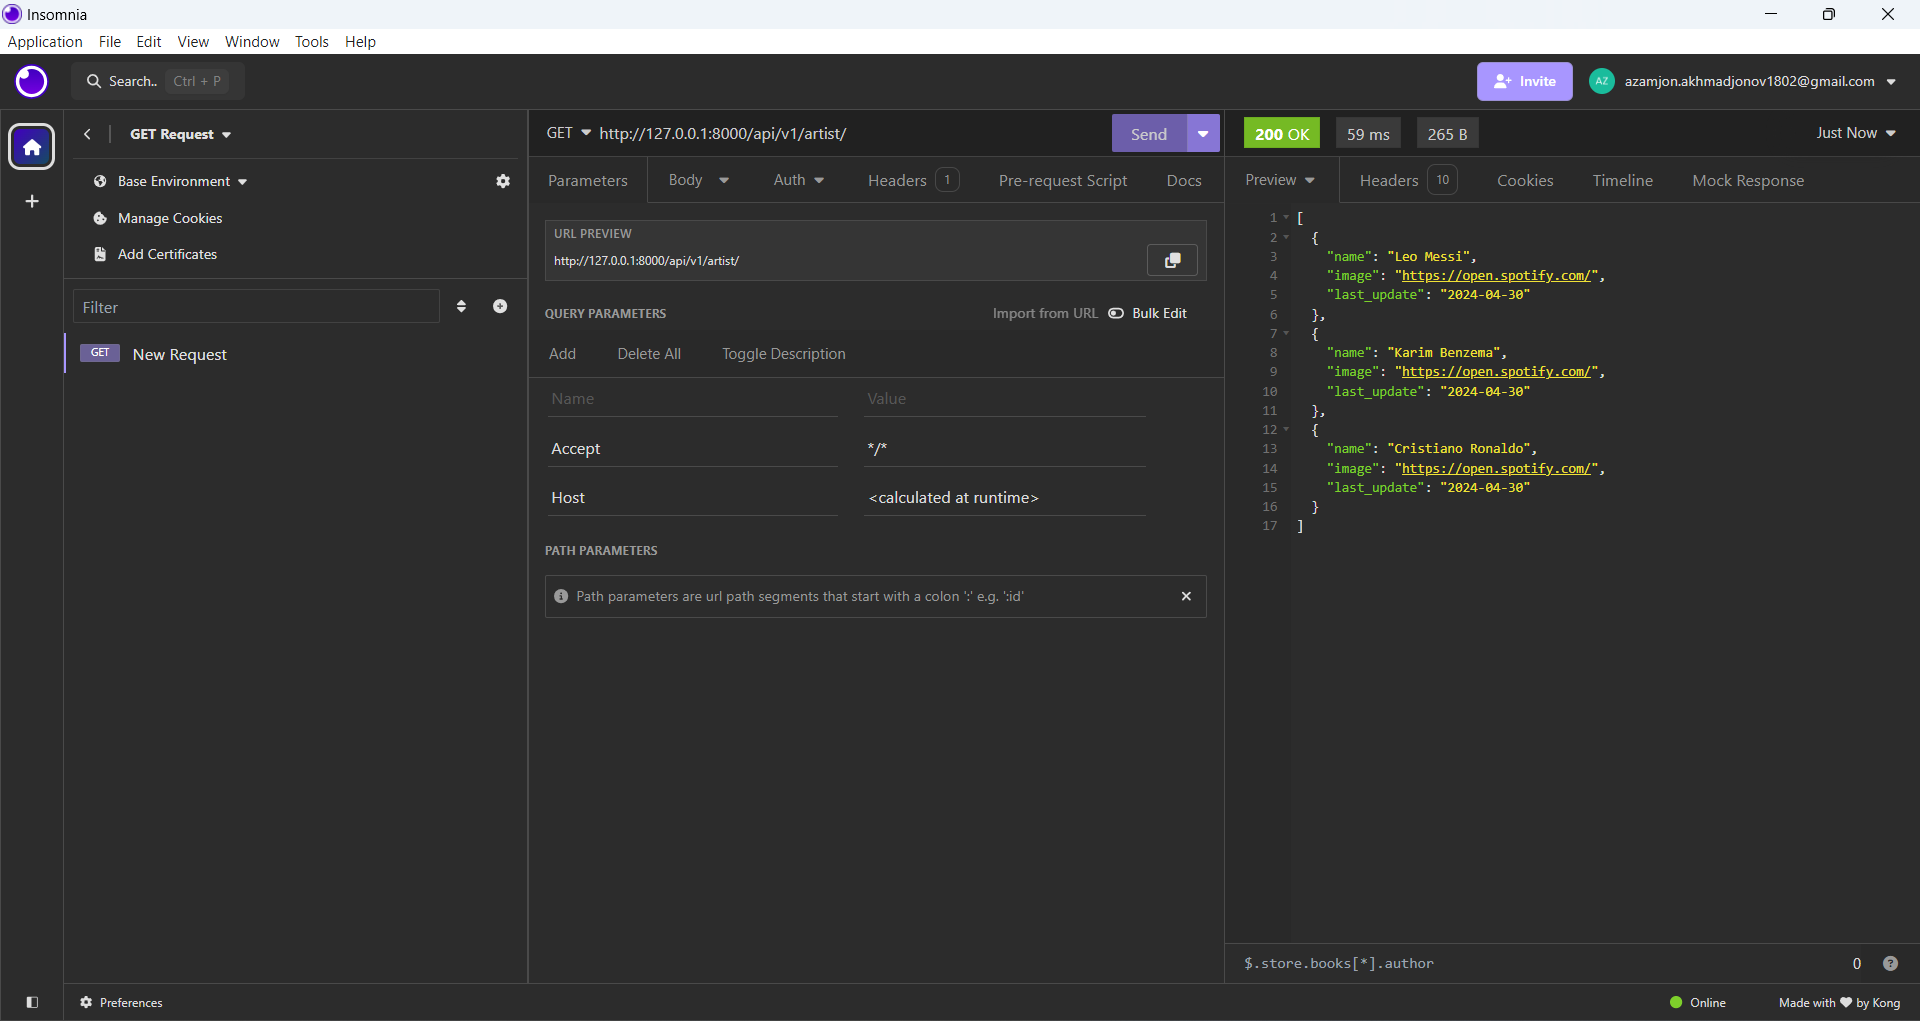 Insomnia
Application File Edit View Window Tools Help
Search.. Ctrl + P
Invite
AZ azamjon.akhmadjonov1802@gmail.com
GET Request
Base Environment
Manage Cookies
Add Certificates
Filter
GET New Request
GET http://127.0.0.1:8000/api/v1/artist/ Send
Parameters Body Auth Headers 1 Pre-request Script Docs
URL PREVIEW
http://127.0.0.1:8000/api/v1/artist/
QUERY PARAMETERS Import from URL Bulk Edit
Add Delete All Toggle Description
Name Value
Accept */*
Host <calculated at runtime>
PATH PARAMETERS
Path parameters are url path segments that start with a colon ':' e.g. ':id'
200 OK 59 ms 265 B Just Now
Preview Headers 10 Cookies Timeline Mock Response
1 [
2 {
3 "name": "Leo Messi",
4 "image": "https://open.spotify.com/",
5 "last_update": "2024-04-30"
6 },
7 {
8 "name": "Karim Benzema",
9 "image": "https://open.spotify.com/",
10 "last_update": "2024-04-30"
11 },
12 {
13 "name": "Cristiano Ronaldo",
14 "image": "https://open.spotify.com/",
15 "last_update": "2024-04-30"
16 }
17 ]
$.store.books[*].author 0 ?
Preferences
Online Made with ❤ by Kong